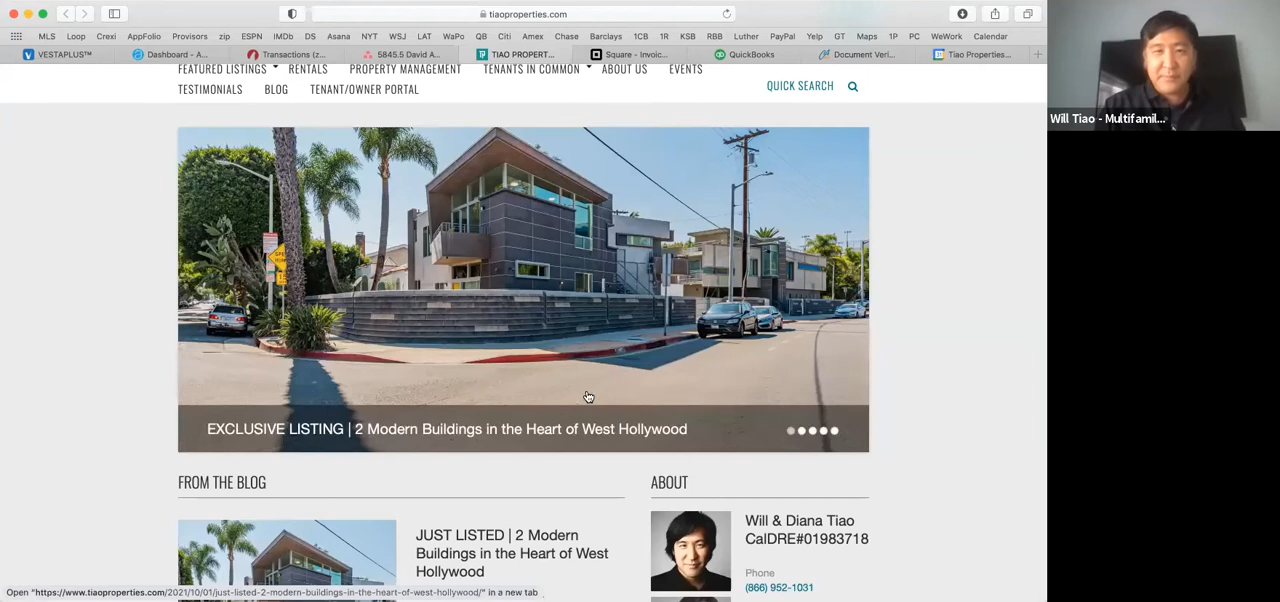 tiaoproperties.com
MLS Loop Crexi AppFolio Provisors zip ESPN IMDb DS Asana NYT WSJ LAT WaPo QB Citi Amex Chase Barclays 1CB 1R KSB RBB Luther PayPal Yelp GT Maps 1P PC WeWork Calendar
VESTAPLUS™ Dashboard - A... Transactions (z... 5845.5 David A... TIAO PROPERT... Square - Invoic... QuickBooks Document Veri... Tiao Properties...
FEATURED LISTINGS RENTALS PROPERTY MANAGEMENT TENANTS IN COMMON ABOUT US EVENTS
TESTIMONIALS BLOG TENANT/OWNER PORTAL
QUICK SEARCH
Will Tiao - Multifamil...
EXCLUSIVE LISTING | 2 Modern Buildings in the Heart of West Hollywood
FROM THE BLOG
JUST LISTED | 2 Modern
Buildings in the Heart of West
Hollywood
ABOUT
Will & Diana Tiao
CalDRE#01983718
Phone
(866) 952-1031
Open "https://www.tiaoproperties.com/2021/10/01/just-listed-2-modern-buildings-in-the-heart-of-west-hollywood/" in a new tab